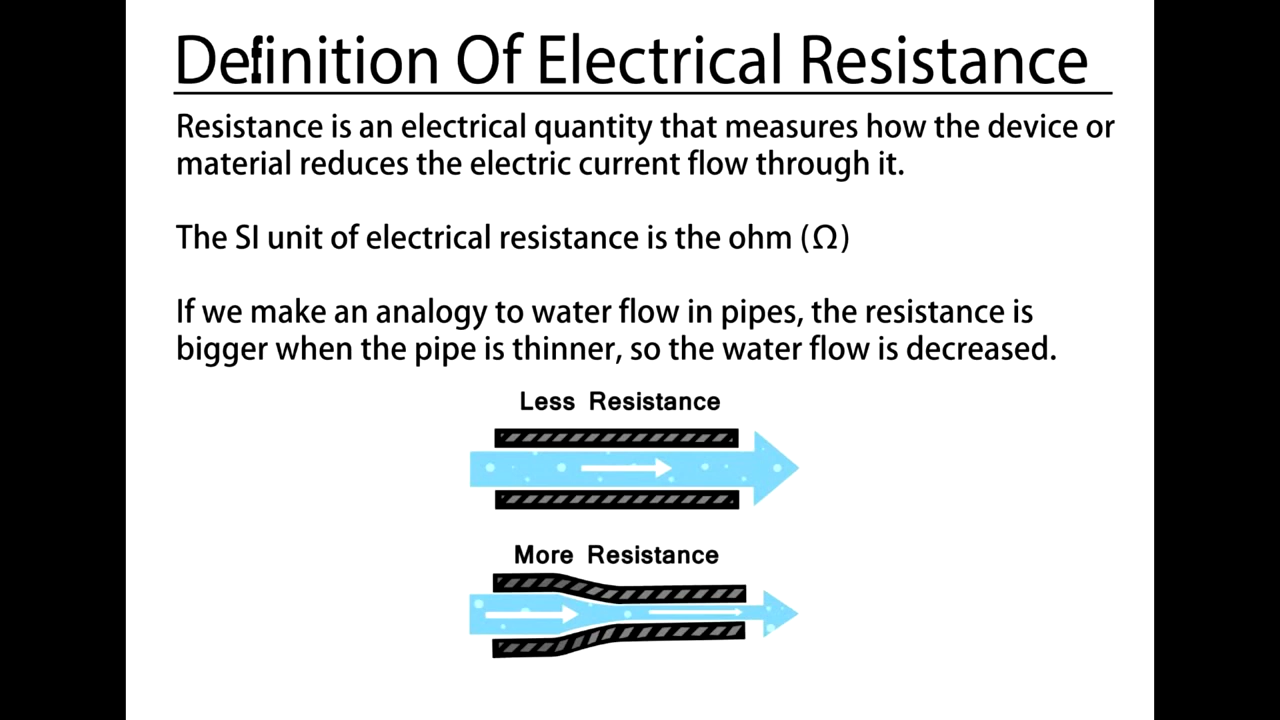 Definition Of Electrical Resistance
Resistance is an electrical quantity that measures how the device or
material reduces the electric current flow through it.
The SI unit of electrical resistance is the ohm (Ω)
If we make an analogy to water flow in pipes, the resistance is
bigger when the pipe is thinner, so the water flow is decreased.
Less Resistance
More Resistance